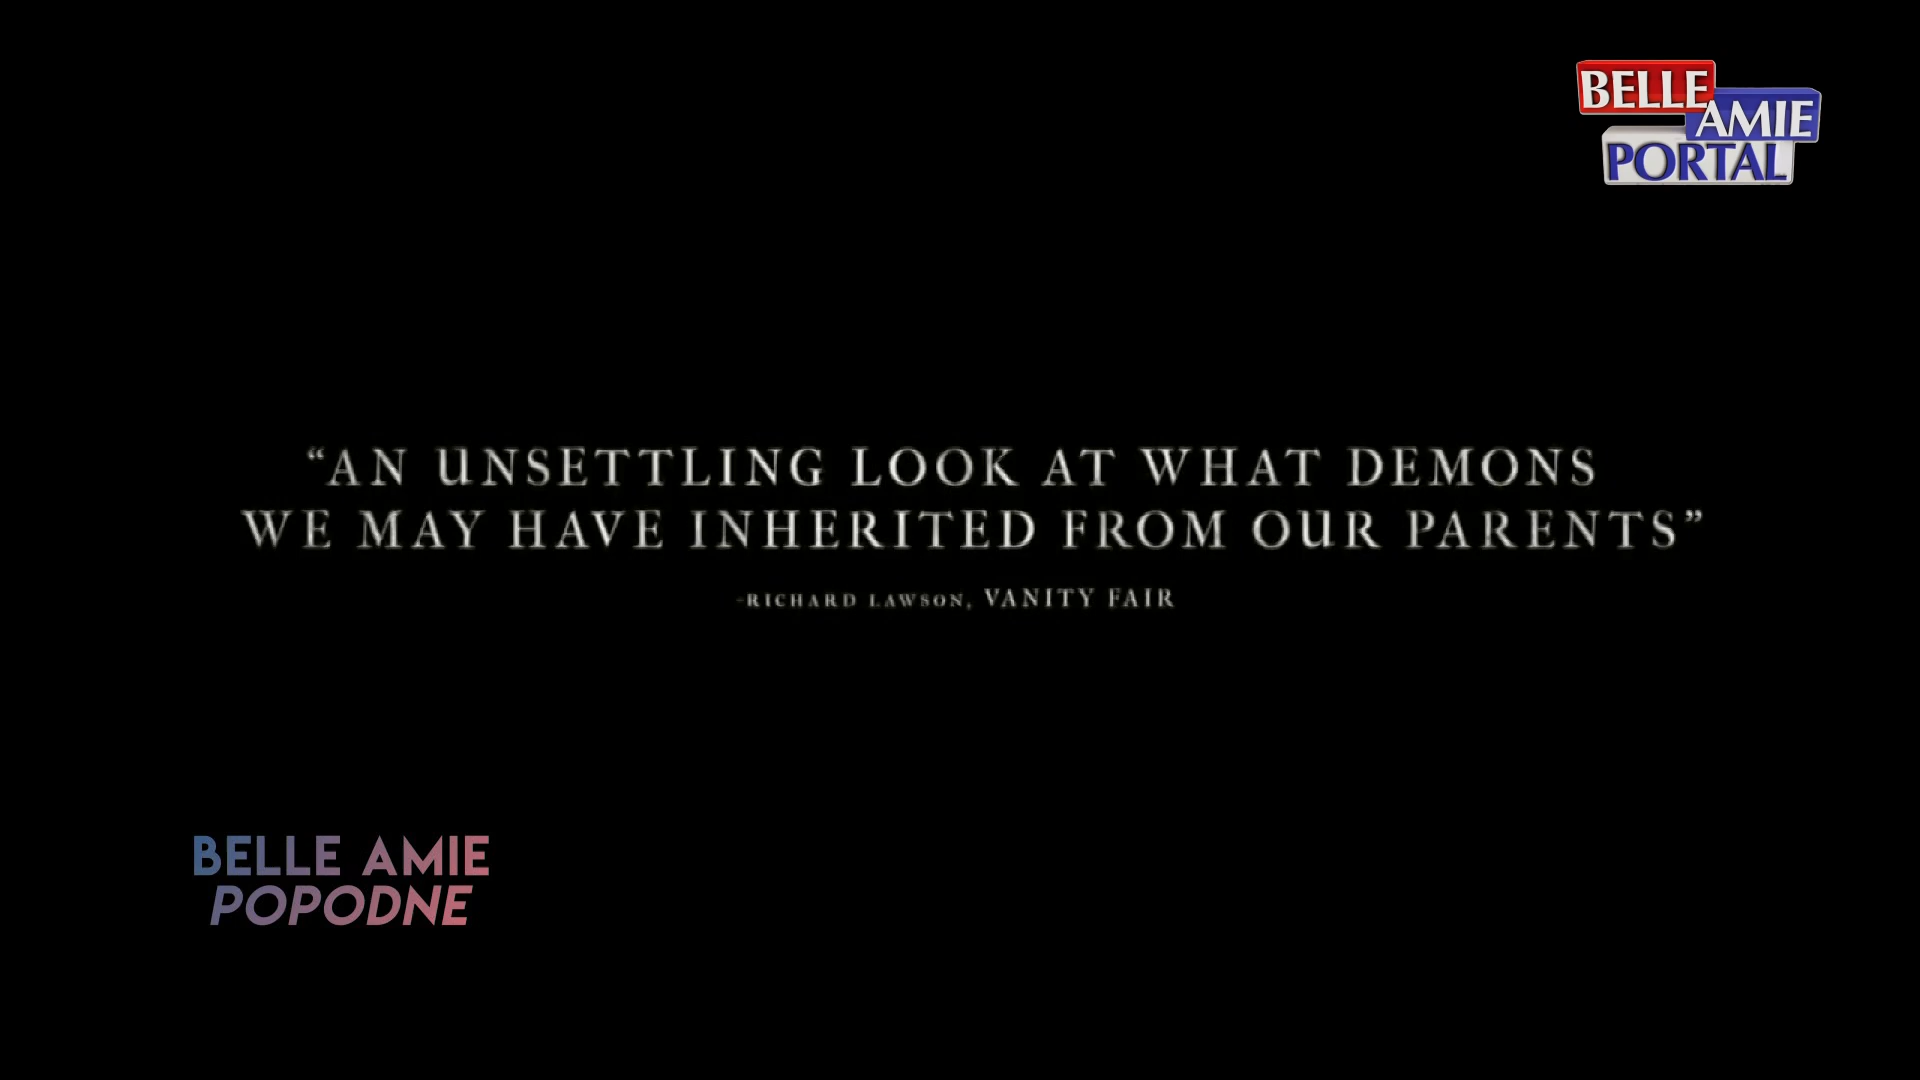 BELLE
AMIE
PORTAL
“AN UNSETTLING LOOK AT WHAT DEMONS
WE MAY HAVE INHERITED FROM OUR PARENTS”
-RICHARD LAWSON, VANITY FAIR
BELLE AMIE
POPODNE